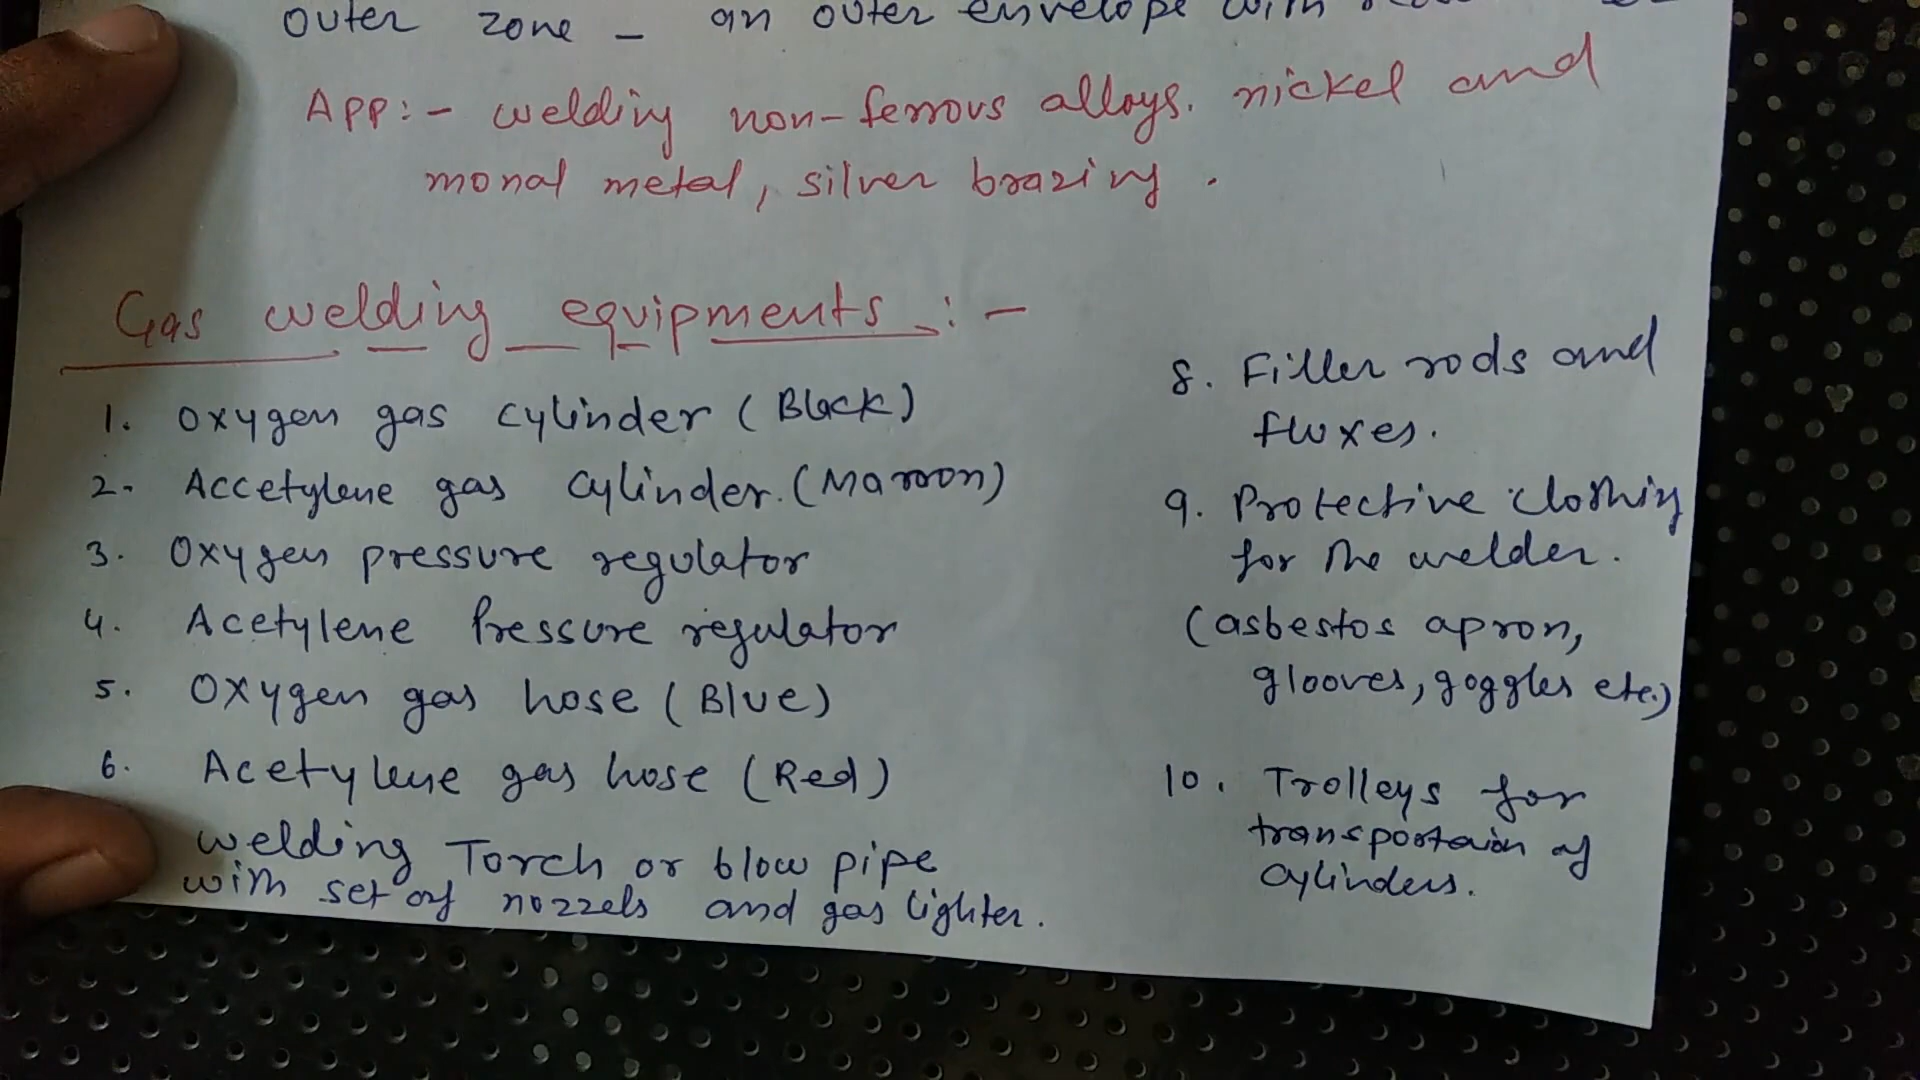 outer zone - an outer envelope with
App:- welding non-ferrous alloys. nickel and
monal metal, silver brazing.
Gas welding equipments :-
1. Oxygen gas cylinder (Black)
2. Accetylene gas cylinder. (Maroon)
3. Oxygen pressure regulator
4. Acetylene Pressure regulator
5. Oxygen gas hose (Blue)
6. Acetylene gas hose (Red)
welding Torch or blow pipe
with set of nozzels and gas lighter.
8. Filler rods and
fluxes.
9. Protective clothing
for the welder.
(asbestos apron,
glooves, goggles etc.)
10. Trolleys for
transportaion of
cylinders.